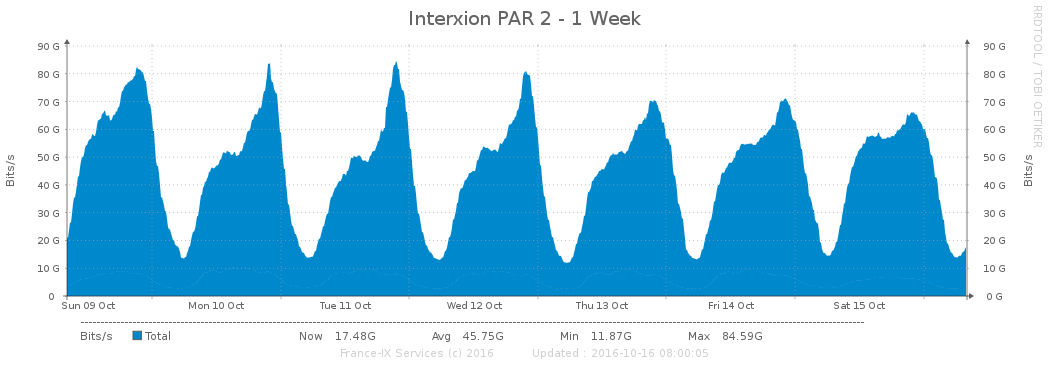 Interxion PAR 2 - 1 Week
RRDTOOL / TOBI OETIKER
Bits/s
90 G
80 G
70 G
60 G
50 G
40 G
30 G
20 G
10 G
0
90 G
80 G
70 G
60 G
50 G
40 G
30 G
20 G
10 G
0 G
Bits/s
Sun 09 Oct Mon 10 Oct Tue 11 Oct Wed 12 Oct Thu 13 Oct Fri 14 Oct Sat 15 Oct
Bits/s Total Now 17.48G Avg 45.75G Min 11.87G Max 84.59G
France-IX Services (c) 2016 Updated : 2016-10-16 08:00:05